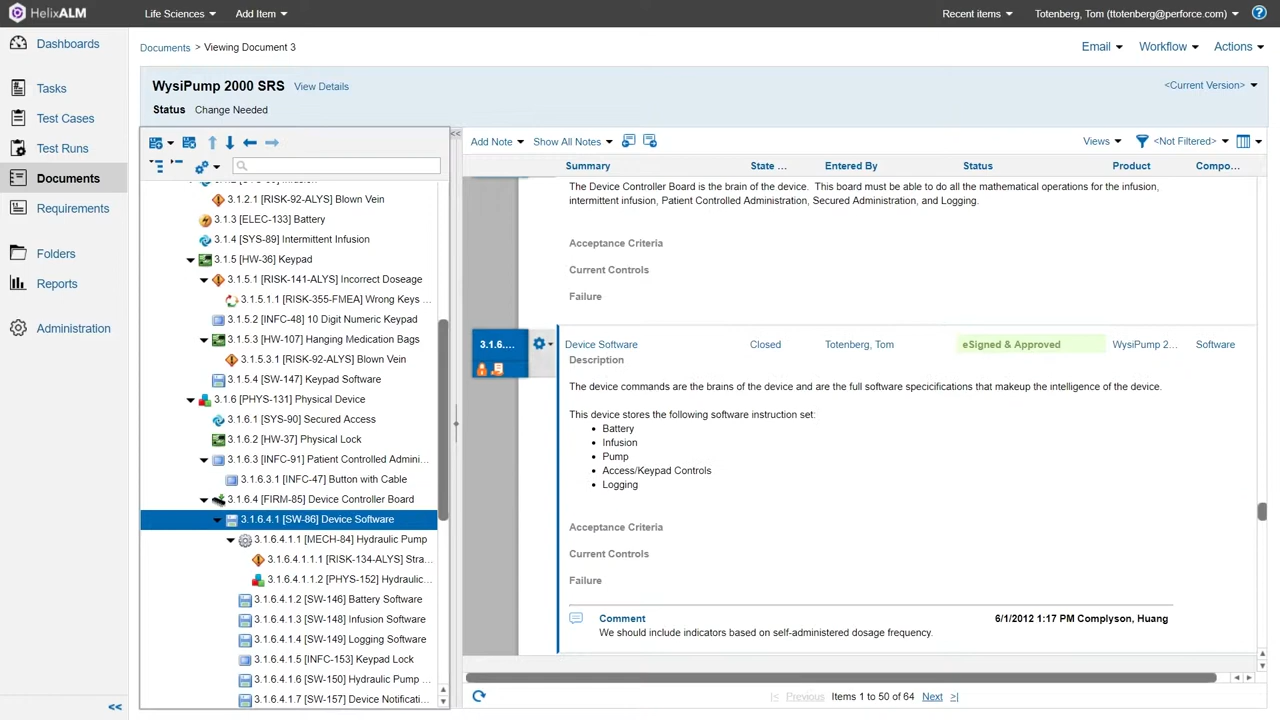 HelixALM
Life Sciences
Add Item
Recent items
Totenberg, Tom (ttotenberg@perforce.com)
Dashboards
Tasks
Test Cases
Test Runs
Documents
Requirements
Folders
Reports
Administration
<<
Documents > Viewing Document 3
Email
Workflow
Actions
WysiPump 2000 SRS View Details
<Current Version>
Status Change Needed
<<
3.1.2.1 [RISK-92-ALYS] Blown Vein
3.1.3 [ELEC-133] Battery
3.1.4 [SYS-89] Intermittent Infusion
3.1.5 [HW-36] Keypad
3.1.5.1 [RISK-141-ALYS] Incorrect Doseage
3.1.5.1.1 [RISK-355-FMEA] Wrong Keys ...
3.1.5.2 [INFC-48] 10 Digit Numeric Keypad
3.1.5.3 [HW-107] Hanging Medication Bags
3.1.5.3.1 [RISK-92-ALYS] Blown Vein
3.1.5.4 [SW-147] Keypad Software
3.1.6 [PHYS-131] Physical Device
3.1.6.1 [SYS-90] Secured Access
3.1.6.2 [HW-37] Physical Lock
3.1.6.3 [INFC-91] Patient Controlled Admini...
3.1.6.3.1 [INFC-47] Button with Cable
3.1.6.4 [FIRM-85] Device Controller Board
3.1.6.4.1 [SW-86] Device Software
3.1.6.4.1.1 [MECH-84] Hydraulic Pump
3.1.6.4.1.1.1 [RISK-134-ALYS] Stra...
3.1.6.4.1.1.2 [PHYS-152] Hydraulic...
3.1.6.4.1.2 [SW-146] Battery Software
3.1.6.4.1.3 [SW-148] Infusion Software
3.1.6.4.1.4 [SW-149] Logging Software
3.1.6.4.1.5 [INFC-153] Keypad Lock
3.1.6.4.1.6 [SW-150] Hydraulic Pump ...
3.1.6.4.1.7 [SW-157] Device Notificati...
Add Note
Show All Notes
Views
<Not Filtered>
Summary State ... Entered By Status Product Compo...
The Device Controller Board is the brain of the device. This board must be able to do all the mathematical operations for the infusion,
intermittent infusion, Patient Controlled Administration, Secured Administration, and Logging.
Acceptance Criteria
Current Controls
Failure
3.1.6.... Device Software Closed Totenberg, Tom eSigned & Approved WysiPump 2... Software
Description
The device commands are the brains of the device and are the full software specicifications that makeup the intelligence of the device.
This device stores the following software instruction set:
• Battery
• Infusion
• Pump
• Access/Keypad Controls
• Logging
Acceptance Criteria
Current Controls
Failure
Comment 6/1/2012 1:17 PM Complyson, Huang
We should include indicators based on self-administered dosage frequency.
|< Previous Items 1 to 50 of 64 Next >|